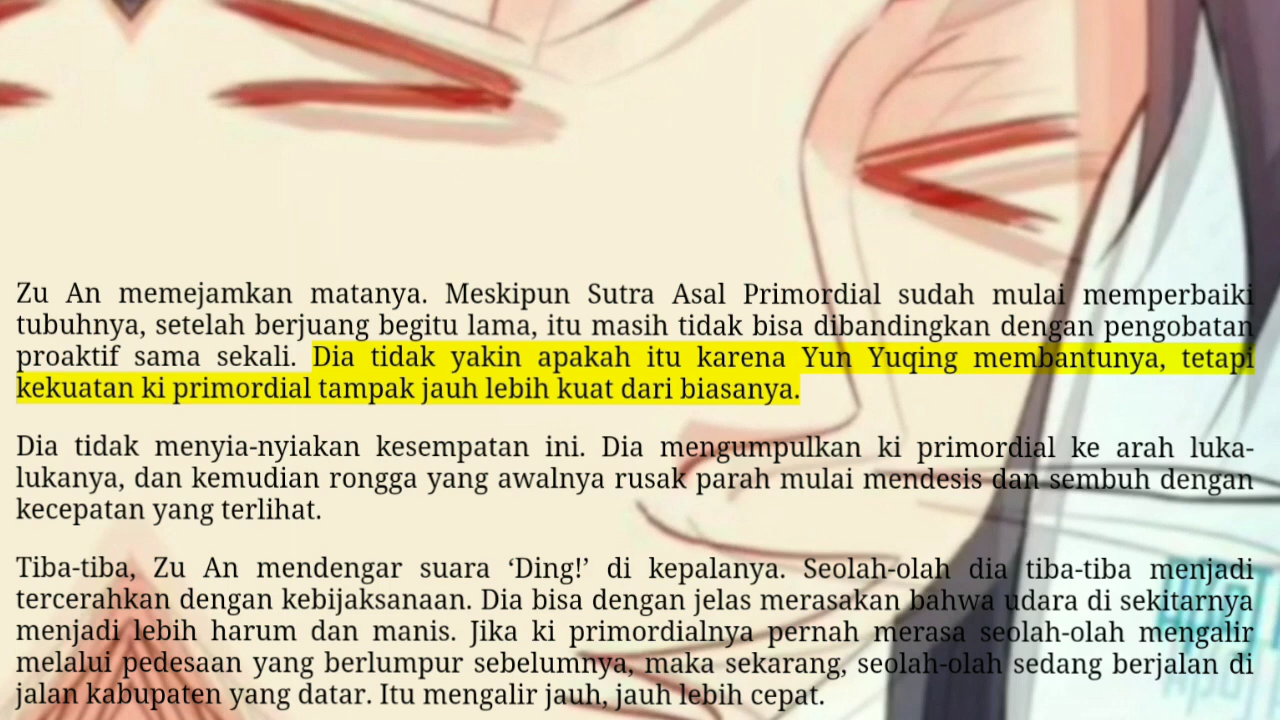 Zu An memejamkan matanya. Meskipun Sutra Asal Primordial sudah mulai memperbaiki
tubuhnya, setelah berjuang begitu lama, itu masih tidak bisa dibandingkan dengan pengobatan
proaktif sama sekali. Dia tidak yakin apakah itu karena Yun Yuqing membantunya, tetapi
kekuatan ki primordial tampak jauh lebih kuat dari biasanya.
Dia tidak menyia-nyiakan kesempatan ini. Dia mengumpulkan ki primordial ke arah luka-
lukanya, dan kemudian rongga yang awalnya rusak parah mulai mendesis dan sembuh dengan
kecepatan yang terlihat.
Tiba-tiba, Zu An mendengar suara ‘Ding!’ di kepalanya. Seolah-olah dia tiba-tiba menjadi
tercerahkan dengan kebijaksanaan. Dia bisa dengan jelas merasakan bahwa udara di sekitarnya
menjadi lebih harum dan manis. Jika ki primordialnya pernah merasa seolah-olah mengalir
melalui pedesaan yang berlumpur sebelumnya, maka sekarang, seolah-olah sedang berjalan di
jalan kabupaten yang datar. Itu mengalir jauh, jauh lebih cepat.